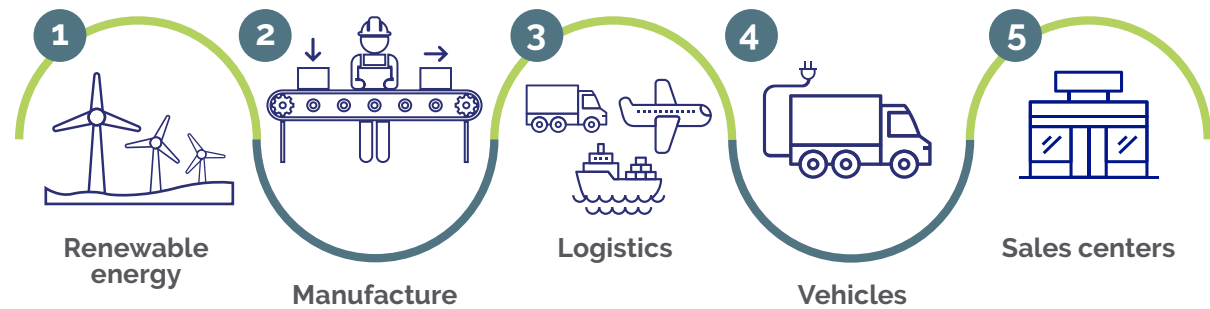 1
Renewable
energy
2
Manufacture
3
Logistics
4
Vehicles
5
Sales centers